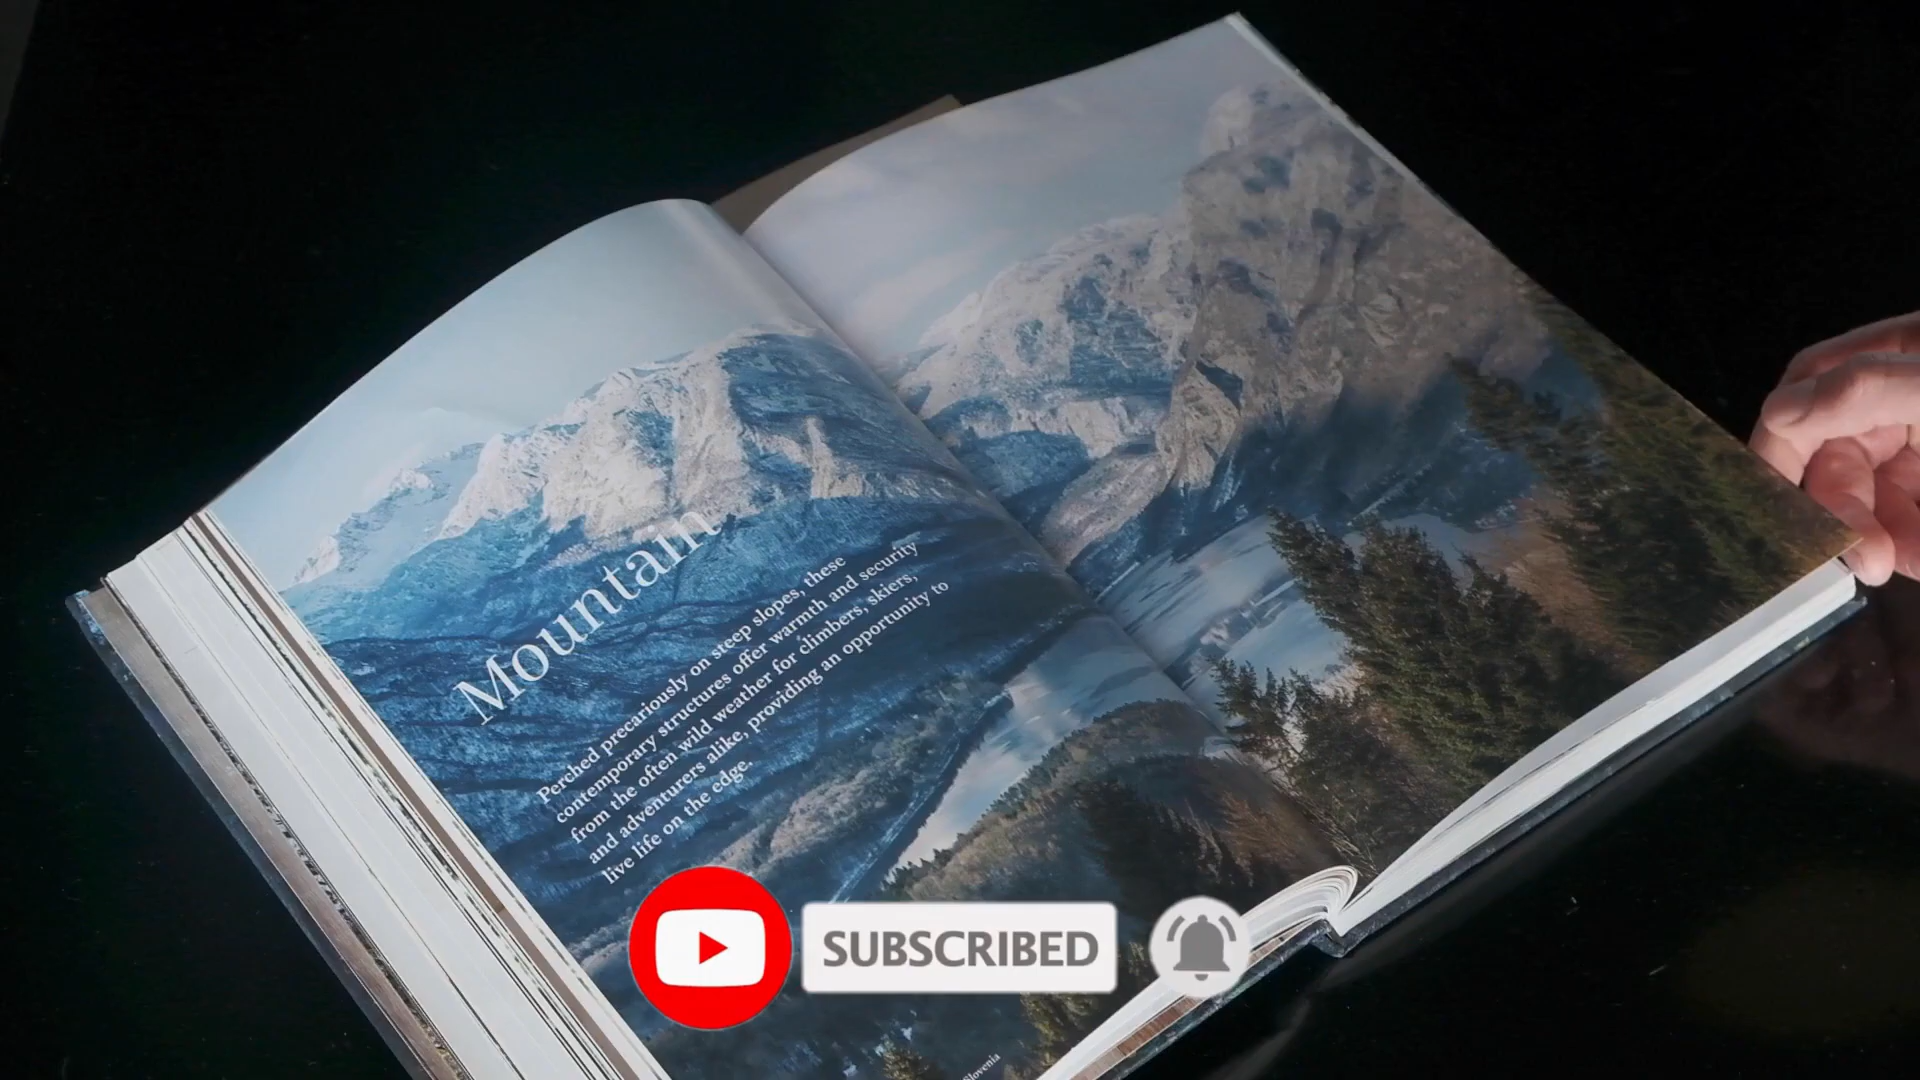 Mountain
Perched precariously on steep slopes, these
contemporary structures offer warmth and security
from the often wild weather for climbers, skiers,
and adventurers alike, providing an opportunity to
live life on the edge.
Slovenia
SUBSCRIBED